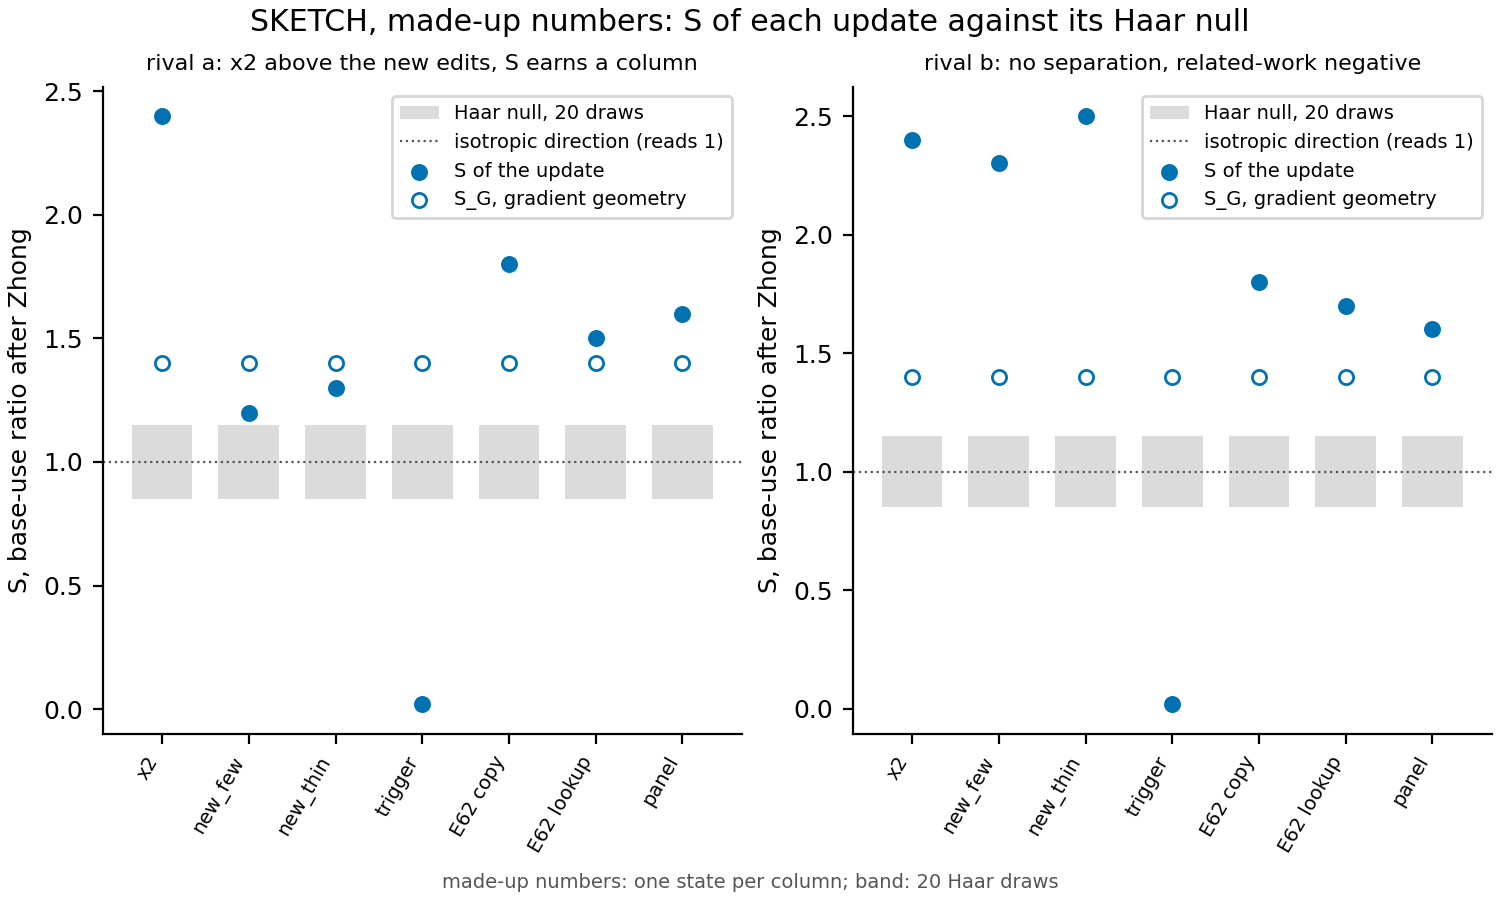 SKETCH, made-up numbers: S of each update against its Haar null
rival a: x2 above the new edits, S earns a column
S, base-use ratio after Zhong
2.5
2.0
1.5
1.0
0.5
0.0
Haar null, 20 draws
isotropic direction (reads 1)
S of the update
S_G, gradient geometry
x2
new_few
new_thin
trigger
E62 copy
E62 lookup
panel
rival b: no separation, related-work negative
S, base-use ratio after Zhong
2.5
2.0
1.5
1.0
0.5
0.0
Haar null, 20 draws
isotropic direction (reads 1)
S of the update
S_G, gradient geometry
x2
new_few
new_thin
trigger
E62 copy
E62 lookup
panel
made-up numbers: one state per column; band: 20 Haar draws